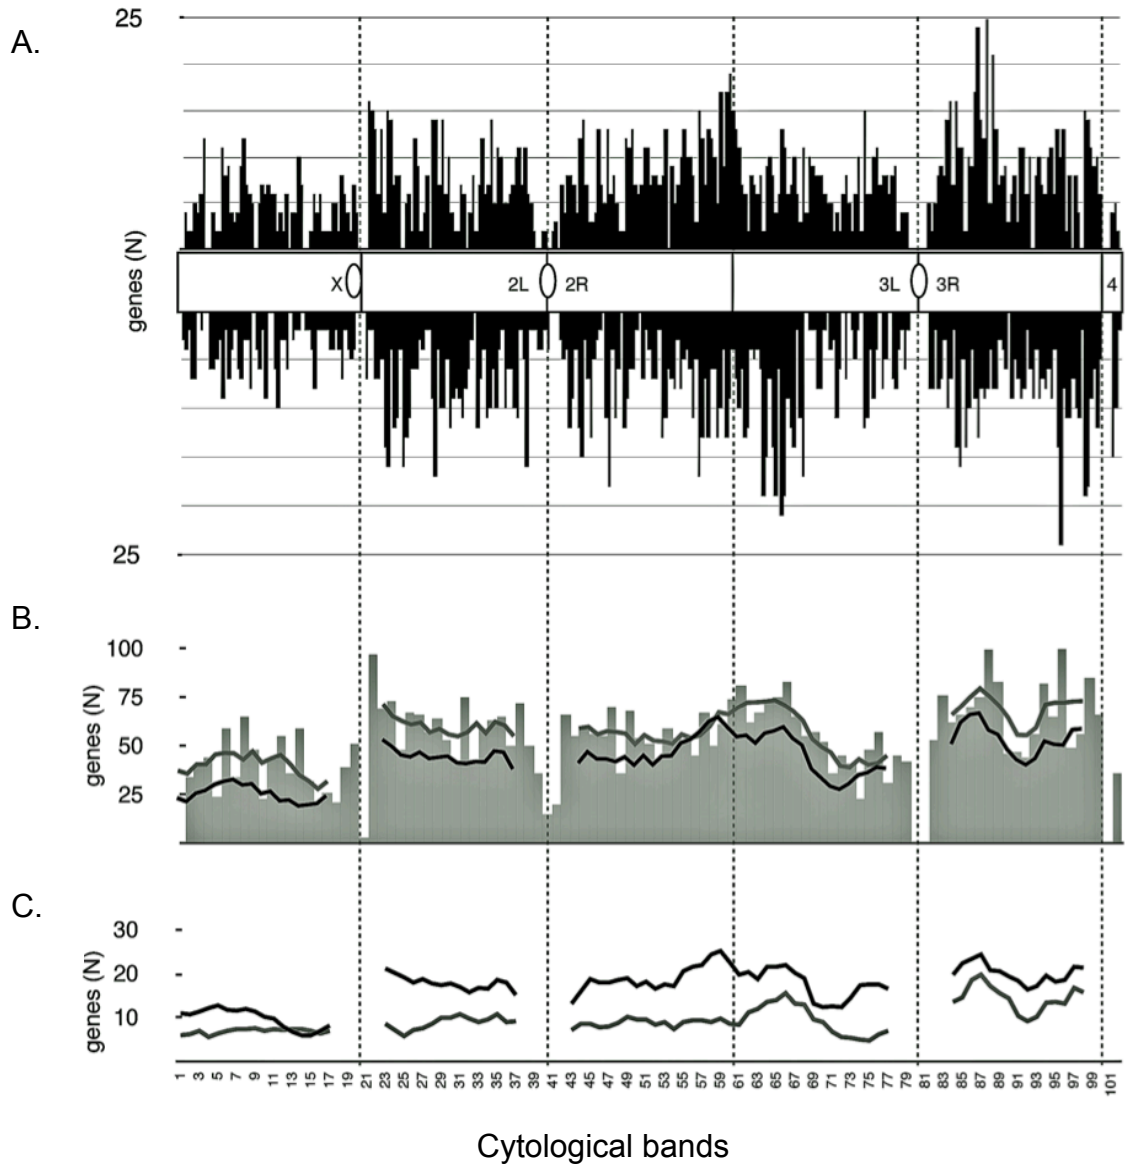 A.
25
genes (N)
X 2L 2R 3L 3R 4
25
B.
100
75
50
25
genes (N)
C.
30
20
10
genes (N)
1 3 5 7 9 11 13 15 17 19 21 23 25 27 29 31 33 35 37 39 41 43 45 47 49 51 53 55 57 59 61 63 65 67 69 71 73 75 77 79 81 83 85 87 89 91 93 95 97 99 101
Cytological bands